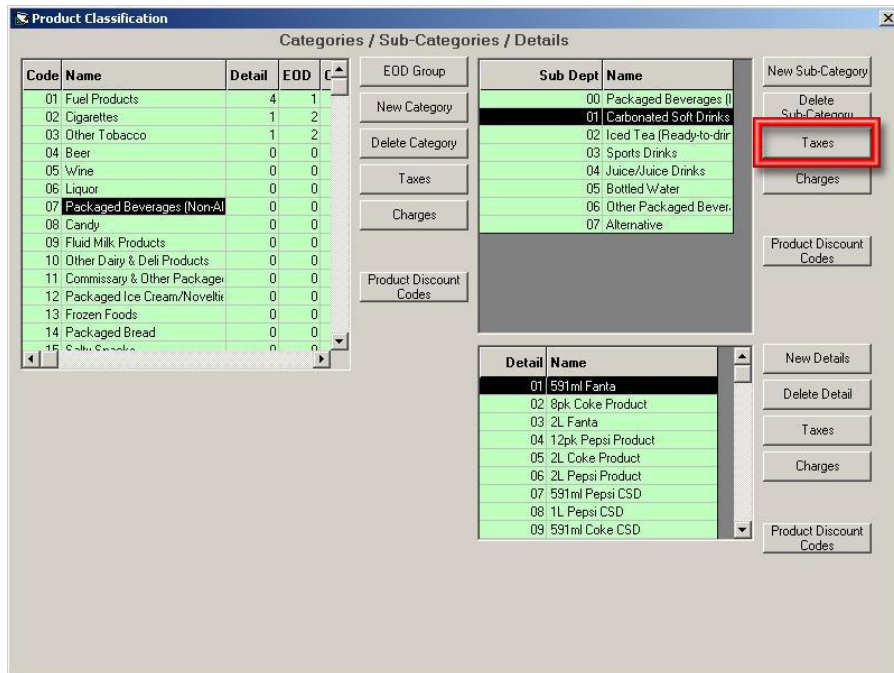 Product Classification
Categories / Sub-Categories / Details
Code Name Detail EOD
01 Fuel Products 4 1
02 Cigarettes 1 2
03 Other Tobacco 1 2
04 Beer 0 0
05 Wine 0 0
06 Liquor 0 0
07 Packaged Beverages (Non-Al 0 0
08 Candy 0 0
09 Fluid Milk Products 0 0
10 Other Dairy & Deli Products 0 0
11 Commissary & Other Package 0 0
12 Packaged Ice Cream/Noveltie 0 0
13 Frozen Foods 0 0
14 Packaged Bread 0 0
15 Salty Snacks 0 0
EOD Group
New Category
Delete Category
Taxes
Charges
Product Discount
Codes
Sub Dept Name
00 Packaged Beverages (
01 Carbonated Soft Drinks
02 Iced Tea (Ready-to-drir
03 Sports Drinks
04 Juice/Juice Drinks
05 Bottled Water
06 Other Packaged Bever
07 Alternative
New Sub-Category
Delete
Sub-Category
Taxes
Charges
Product Discount
Codes
Detail Name
01 591ml Fanta
02 8pk Coke Product
03 2L Fanta
04 12pk Pepsi Product
05 2L Coke Product
06 2L Pepsi Product
07 591ml Pepsi CSD
08 1L Pepsi CSD
09 591ml Coke CSD
New Details
Delete Detail
Taxes
Charges
Product Discount
Codes